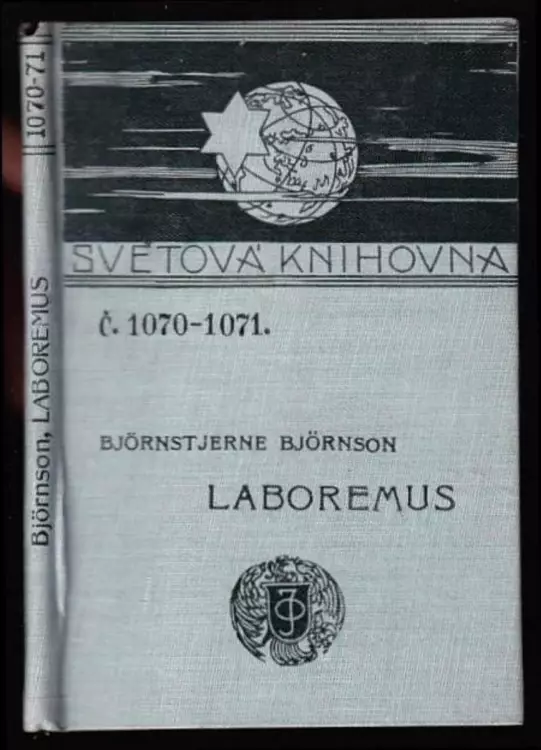 SVĚTOVÁ KNIHOVNA
Č. 1070-1071.
BJÖRNSTJERNE BJÖRNSON
LABOREMUS
Björnson, LABOREMUS
1070-71